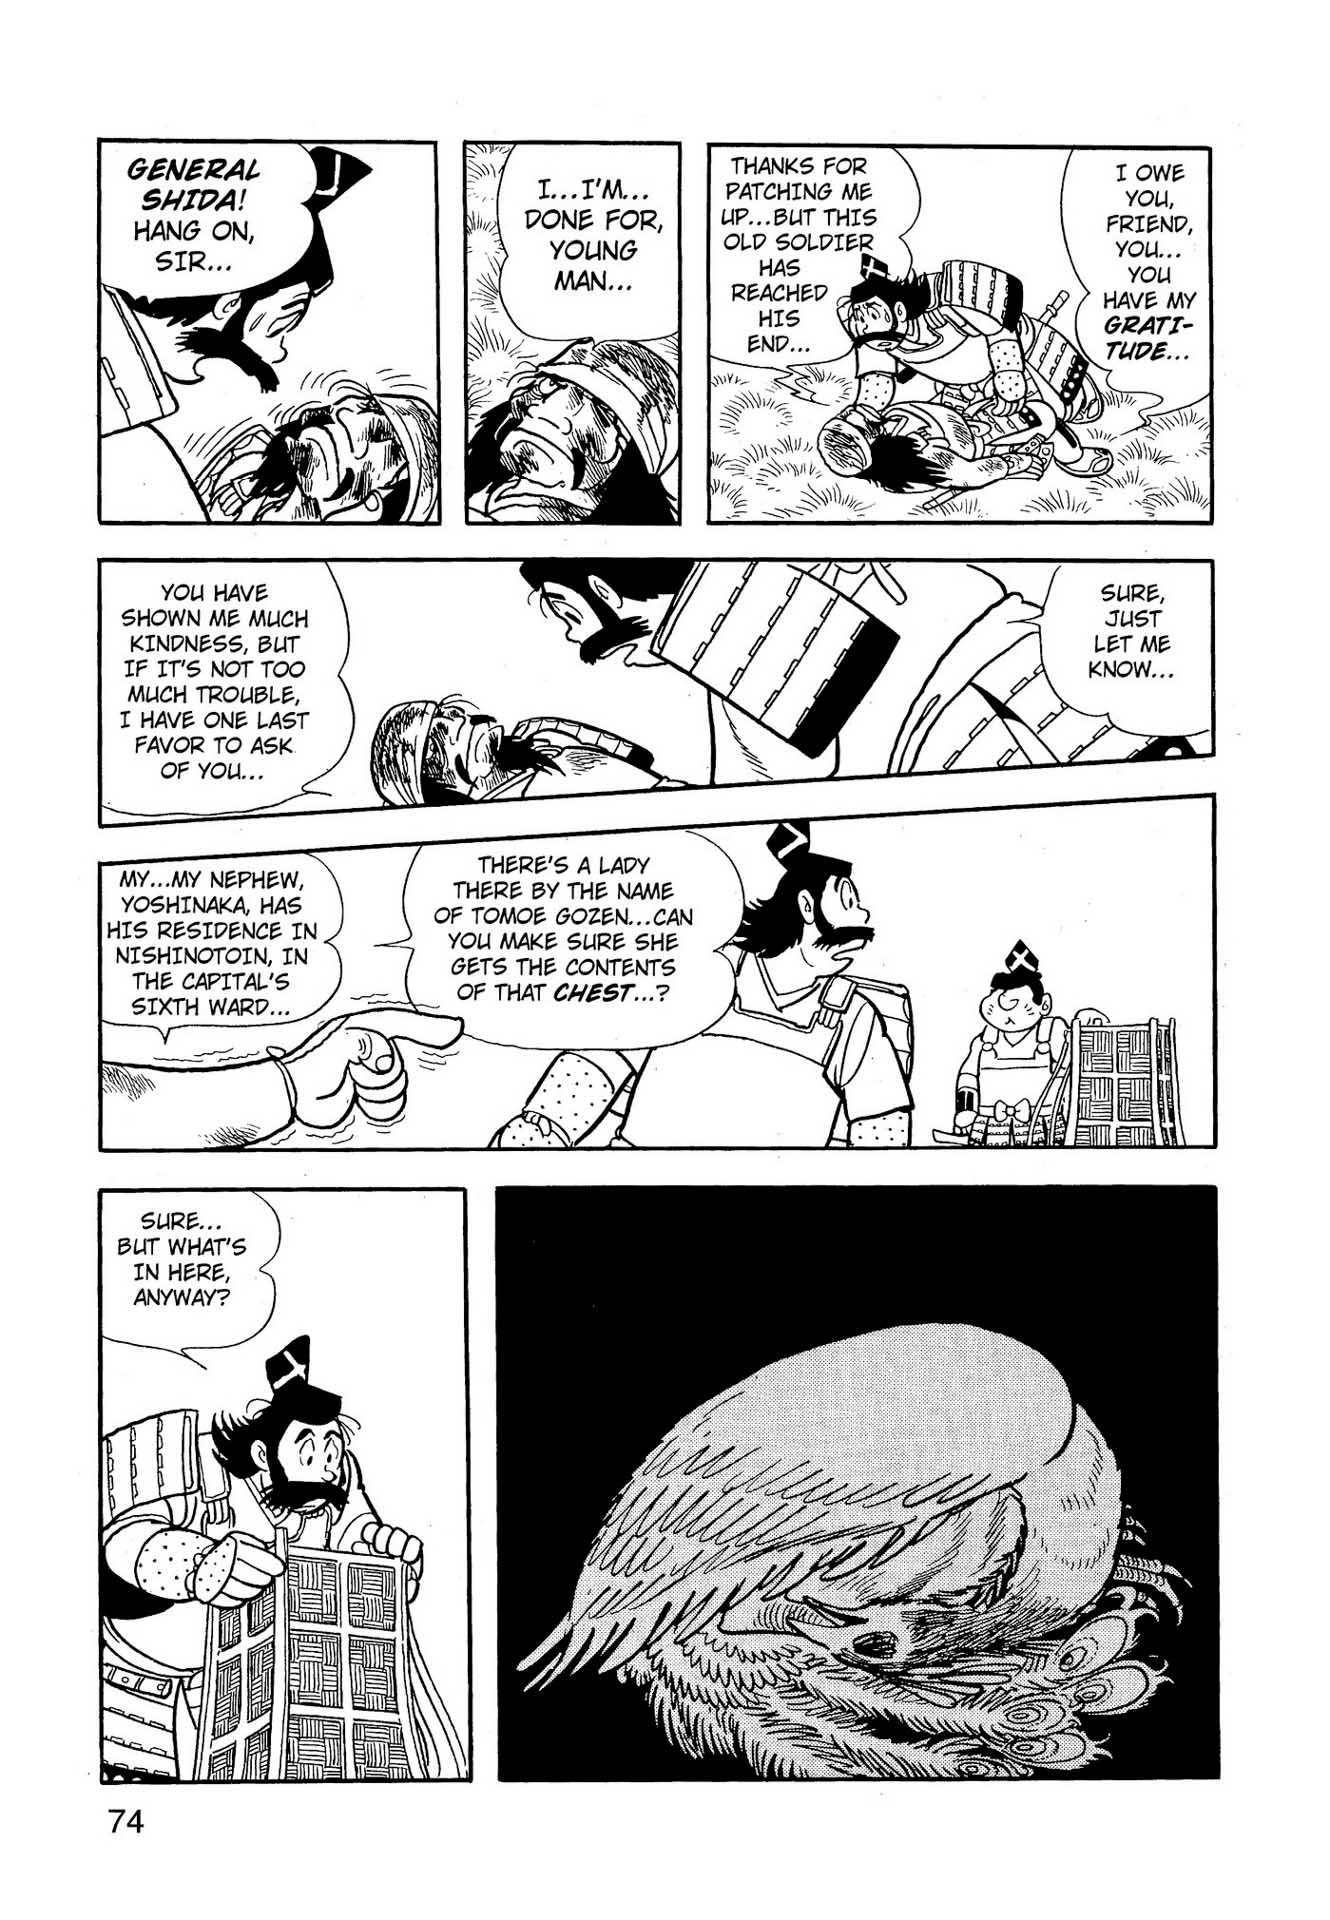 GENERAL
SHIDA!
HANG ON,
SIR...
I...I'M...
DONE FOR,
YOUNG
MAN...
THANKS FOR
PATCHING ME
UP...BUT THIS
OLD SOLDIER
HAS
REACHED
HIS
END...
I OWE
YOU,
FRIEND,
YOU...
YOU
HAVE MY
GRATI-
TUDE...
YOU HAVE
SHOWN ME MUCH
KINDNESS, BUT
IF IT'S NOT TOO
MUCH TROUBLE,
I HAVE ONE LAST
FAVOR TO ASK
OF YOU...
SURE,
JUST
LET ME
KNOW...
MY...MY NEPHEW,
YOSHINAKA, HAS
HIS RESIDENCE IN
NISHINOTOIN, IN
THE CAPITAL'S
SIXTH WARD...
THERE'S A LADY
THERE BY THE NAME
OF TOMOE GOZEN...CAN
YOU MAKE SURE SHE
GETS THE CONTENTS
OF THAT CHEST...?
SURE...
BUT WHAT'S
IN HERE,
ANYWAY?
74